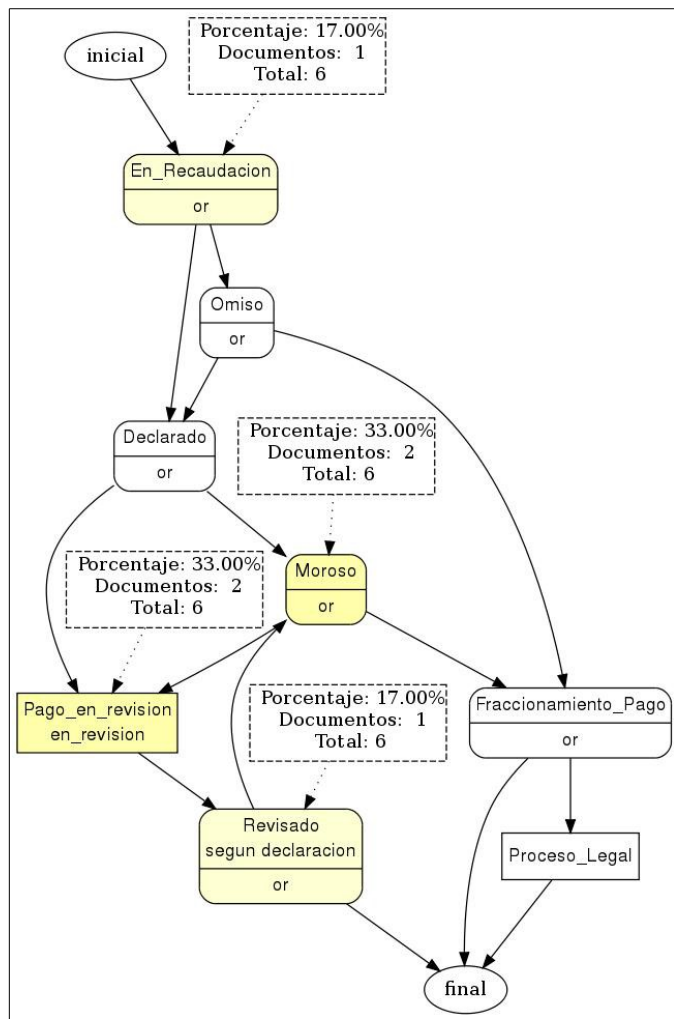 Porcentaje: 17.00%
Documentos: 1
Total: 6
inicial
En_Recaudacion
or
Omiso
or
Declarado
or
Porcentaje: 33.00%
Documentos: 2
Total: 6
Porcentaje: 33.00%
Documentos: 2
Total: 6
Moroso
or
Pago_en_revision
en_revision
Porcentaje: 17.00%
Documentos: 1
Total: 6
Fraccionamiento_Pago
or
Revisado
segun declaracion
or
Proceso_Legal
final